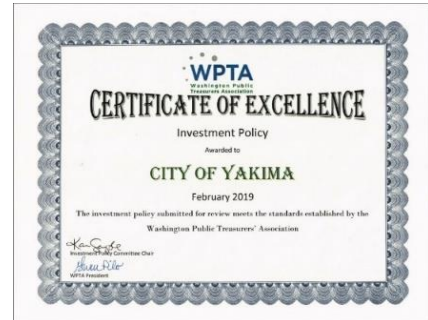 WPTA
Washington Public
Treasurers Association
CERTIFICATE OF EXCELLENCE
Investment Policy
Awarded to
CITY OF YAKIMA
February 2019
The investment policy submitted for review meets the standards established by the
Washington Public Treasurers' Association
Investment Policy Committee Chair
WPTA President